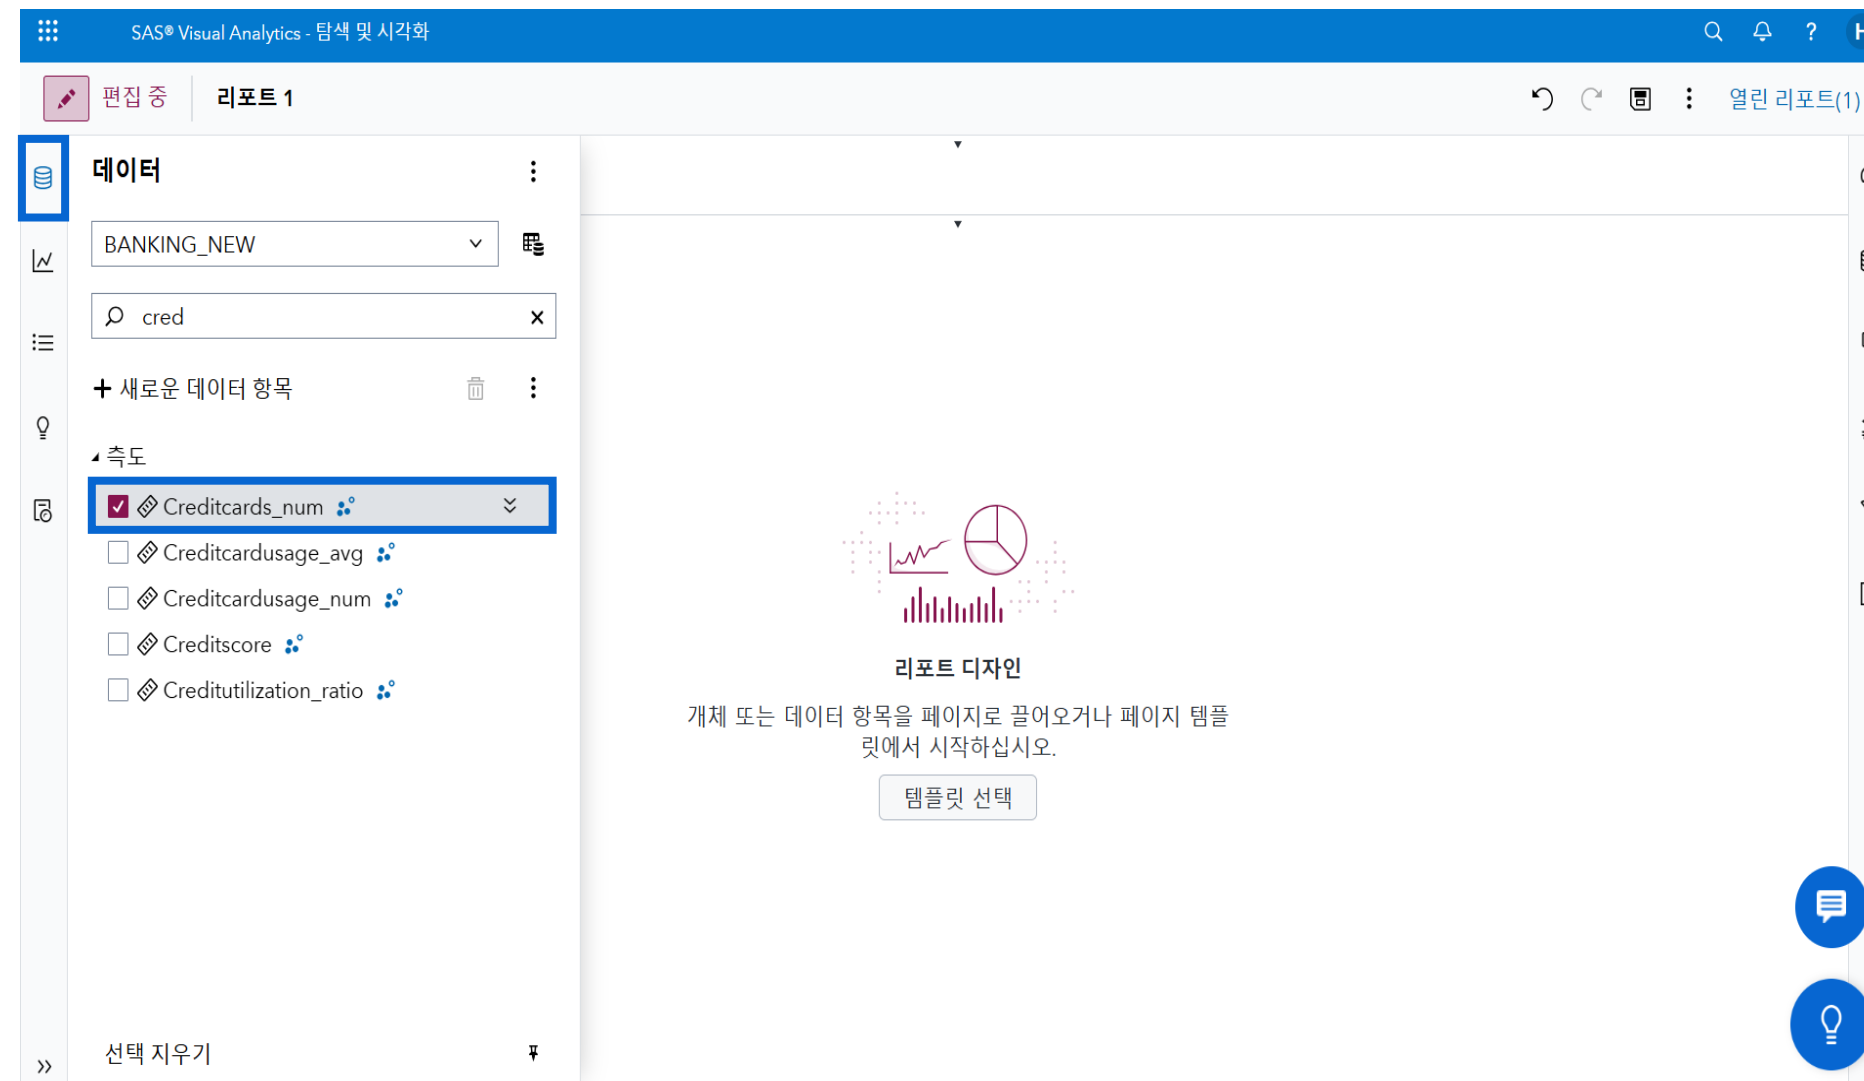 SAS® Visual Analytics - 탐색 및 시각화
?
편집 중
리포트 1
열린 리포트(1)
데이터
BANKING_NEW
cred
새로운 데이터 항목
측도
Creditcards_num
Creditcardusage_avg
Creditcardusage_num
Creditscore
Creditutilization_ratio
선택 지우기
리포트 디자인
개체 또는 데이터 항목을 페이지로 끌어오거나 페이지 템플
릿에서 시작하십시오.
템플릿 선택